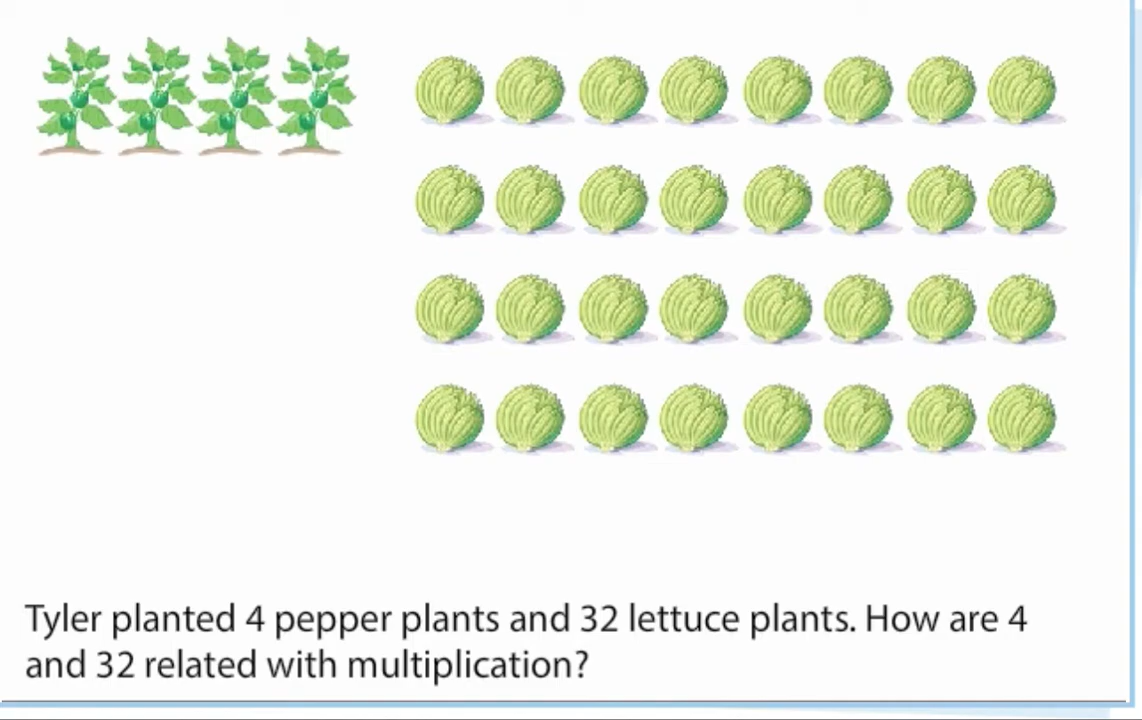 Tyler planted 4 pepper plants and 32 lettuce plants. How are 4
and 32 related with multiplication?